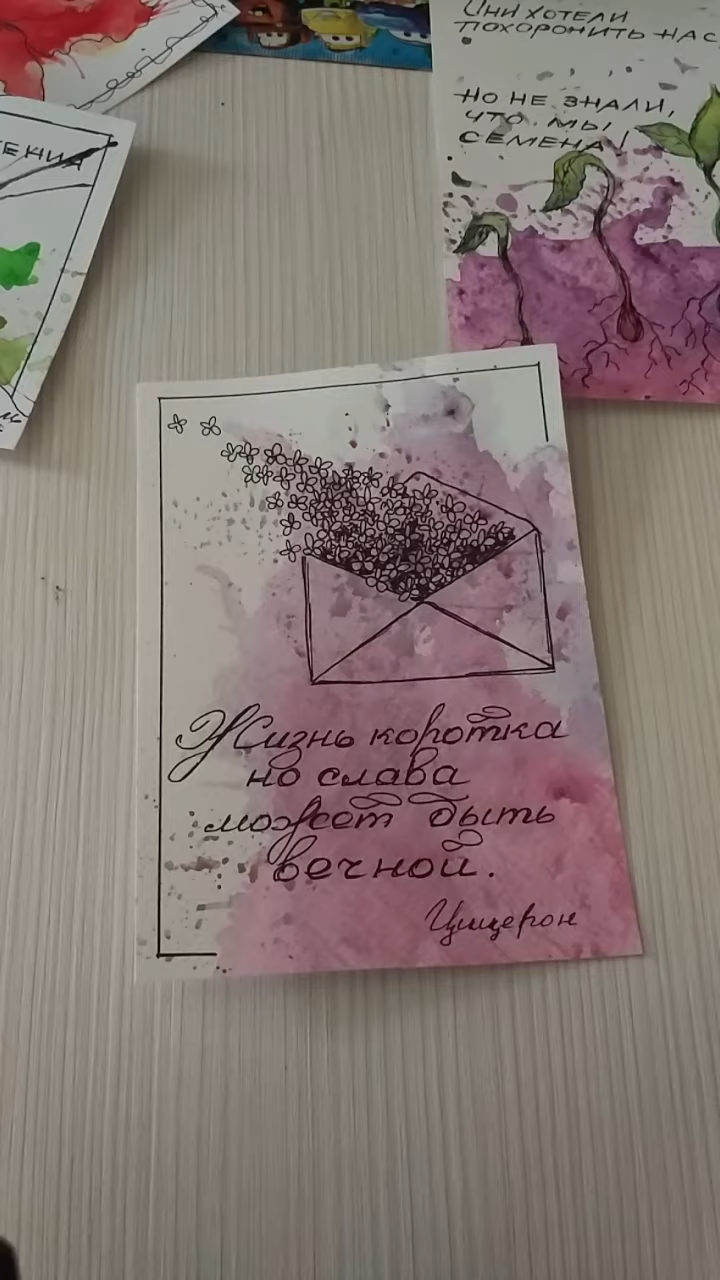 Они хотели
похоронить нас
но не знали,
что мы
семена!
Жизнь коротка
но слава
может быть
вечной.
Цицерон